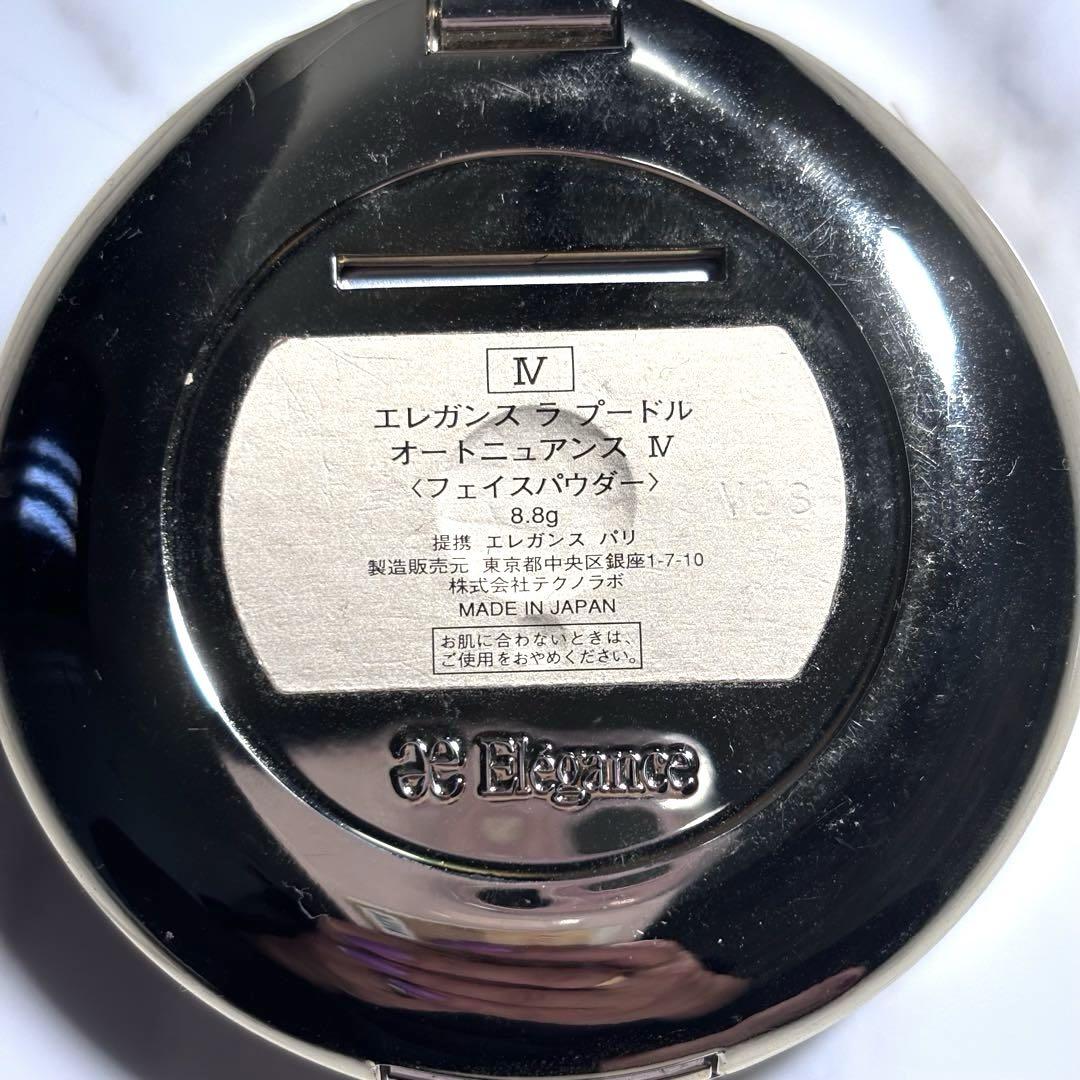 Ⅳ
エレガンス ラ プードル
オートニュアンス Ⅳ
〈フェイスパウダー〉
8.8g
提携 エレガンス パリ
製造販売元 東京都中央区銀座1-7-10
株式会社テクノラボ
MADE IN JAPAN
お肌に合わないときは、
ご使用をおやめください。
Elégance